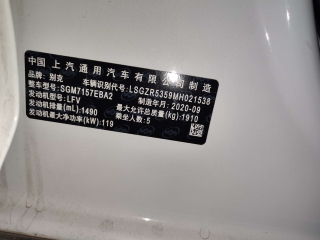 中国 上汽通用汽车有限公司制造
品牌：别克 车辆识别代号：LSGZR5359MH021538
整车型号：SGM7157EBA2 制造年月：2020-09
发动机型号：LFV 最大允许总质量(kg)：1910
发动机排量(mL)：1490 乘坐人数：5
发动机最大净功率(kW)：119